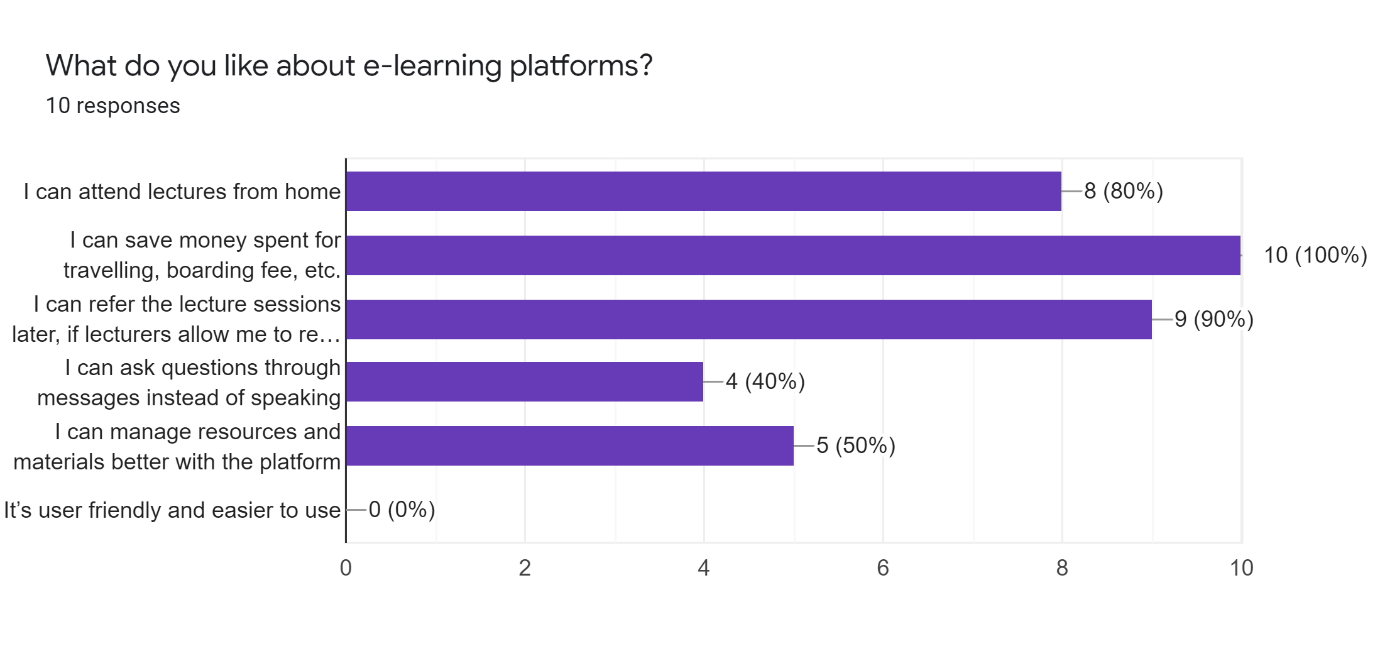 What do you like about e-learning platforms?
10 responses
I can attend lectures from home
8 (80%)
I can save money spent for
travelling, boarding fee, etc.
10 (100%)
I can refer the lecture sessions
later, if lecturers allow me to re…
9 (90%)
I can ask questions through
messages instead of speaking
4 (40%)
I can manage resources and
materials better with the platform
5 (50%)
It’s user friendly and easier to use
0 (0%)
0 2 4 6 8 10